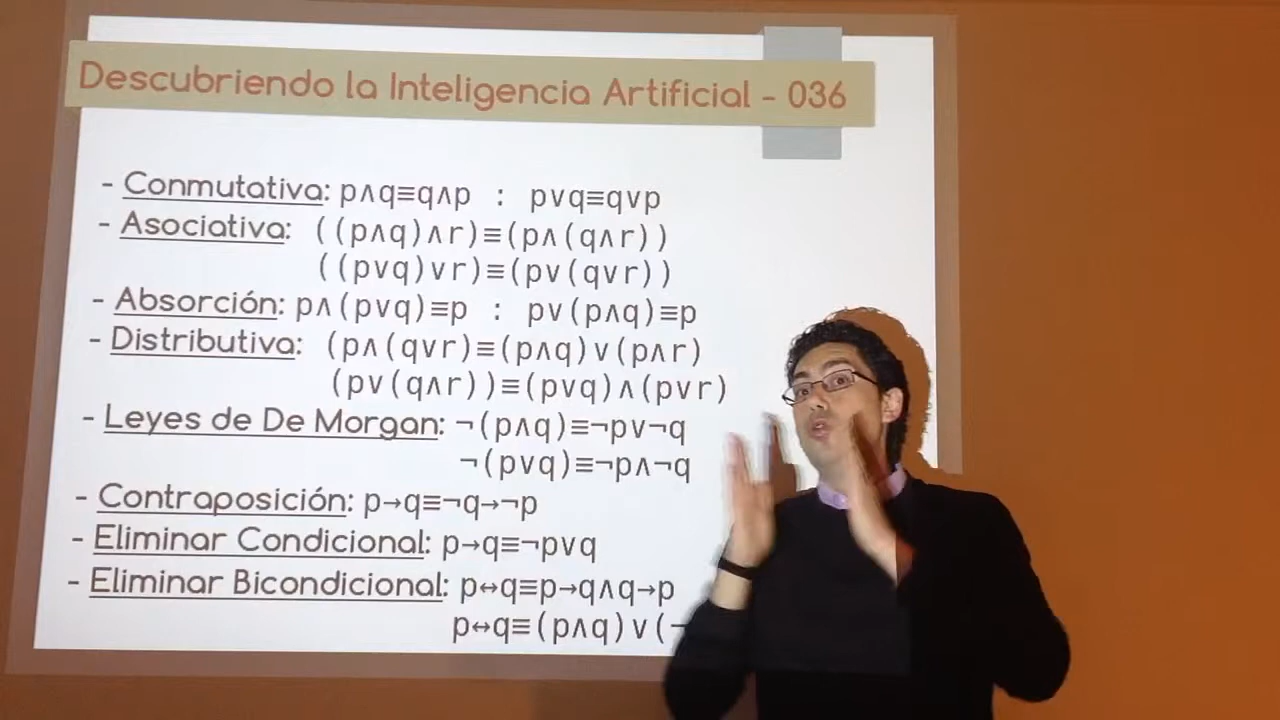 Descubriendo la Inteligencia Artificial - 036
- Conmutativa: p∧q≡q∧p : p∨q≡q∨p
- Asociativa: ((p∧q)∧r)≡(p∧(q∧r))
((p∨q)∨r)≡(p∨(q∨r))
- Absorción: p∧(p∨q)≡p : p∨(p∧q)≡p
- Distributiva: (p∧(q∨r)≡(p∧q)∨(p∧r)
(p∨(q∧r))≡(p∨q)∧(p∨r)
- Leyes de De Morgan: ¬(p∧q)≡¬p∨¬q
¬(p∨q)≡¬p∧¬q
- Contraposición: p→q≡¬q→¬p
- Eliminar Condicional: p→q≡¬p∨q
- Eliminar Bicondicional: p↔q≡p→q∧q→p
p↔q≡(p∧q)∨(¬